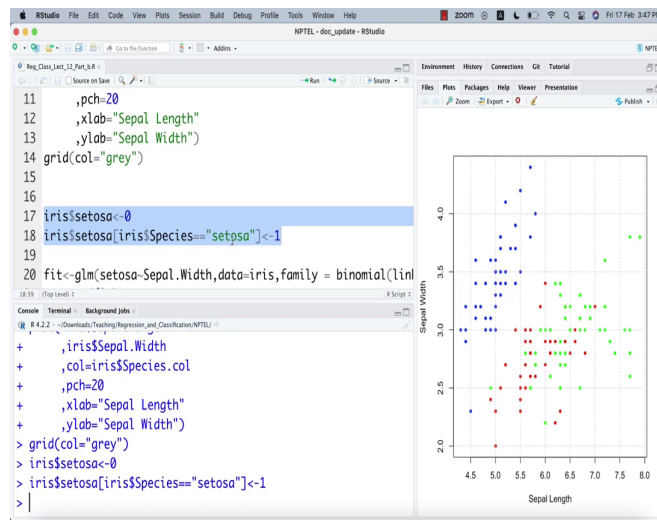 RStudio File Edit Code View Plots Session Build Debug Profile Tools Window Help zoom Fri 17 Feb 3:47 P
NPTEL - doc_update - RStudio
Go to file/function Addins NPTE
Reg_Class_Lect_12_Part_b.R
Source on Save Run Source
11 ,pch=20
12 ,xlab="Sepal Length"
13 ,ylab="Sepal Width")
14 grid(col="grey")
15
16
17 iris$setosa<-0
18 iris$setosa[iris$Species=="setosa"]<-1
19
20 fit<-glm(setosa~Sepal.Width,data=iris,family = binomial(lin
18:39 (Top Level) R Script
Console Terminal Background Jobs
R 4.2.2 · ~/Downloads/Teaching/Regression_and_Classification/NPTEL/
+ ,iris$Sepal.Width
+ ,col=iris$Species.col
+ ,pch=20
+ ,xlab="Sepal Length"
+ ,ylab="Sepal Width")
> grid(col="grey")
> iris$setosa<-0
> iris$setosa[iris$Species=="setosa"]<-1
>
Environment History Connections Git Tutorial
Files Plots Packages Help Viewer Presentation
Zoom Export Publish
Sepal Width
4.0
3.5
3.0
2.5
2.0
4.5 5.0 5.5 6.0 6.5 7.0 7.5 8.0
Sepal Length